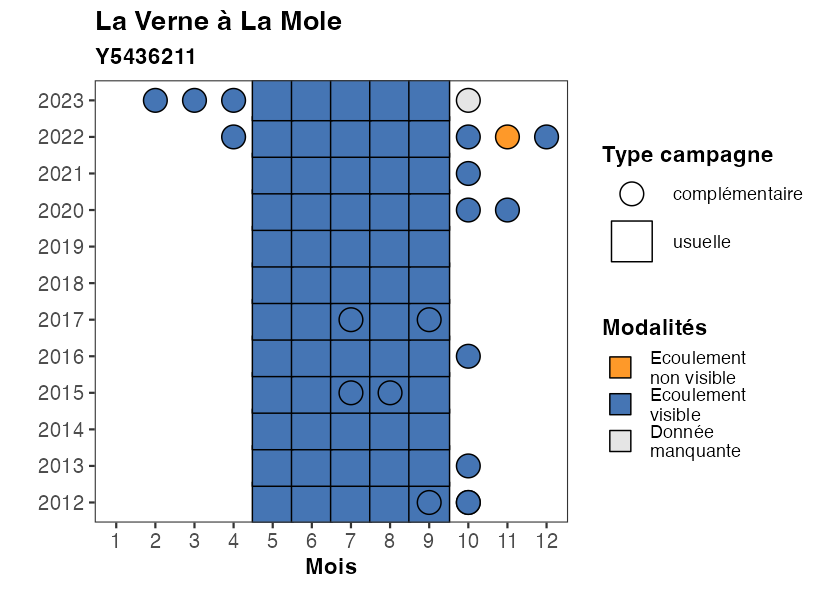 La Verne à La Mole
Y5436211
2023
2022
2021
2020
2019
2018
2017
2016
2015
2014
2013
2012
1 2 3 4 5 6 7 8 9 10 11 12
Mois
Type campagne
complémentaire
usuelle
Modalités
Ecoulement
non visible
Ecoulement
visible
Donnée
manquante